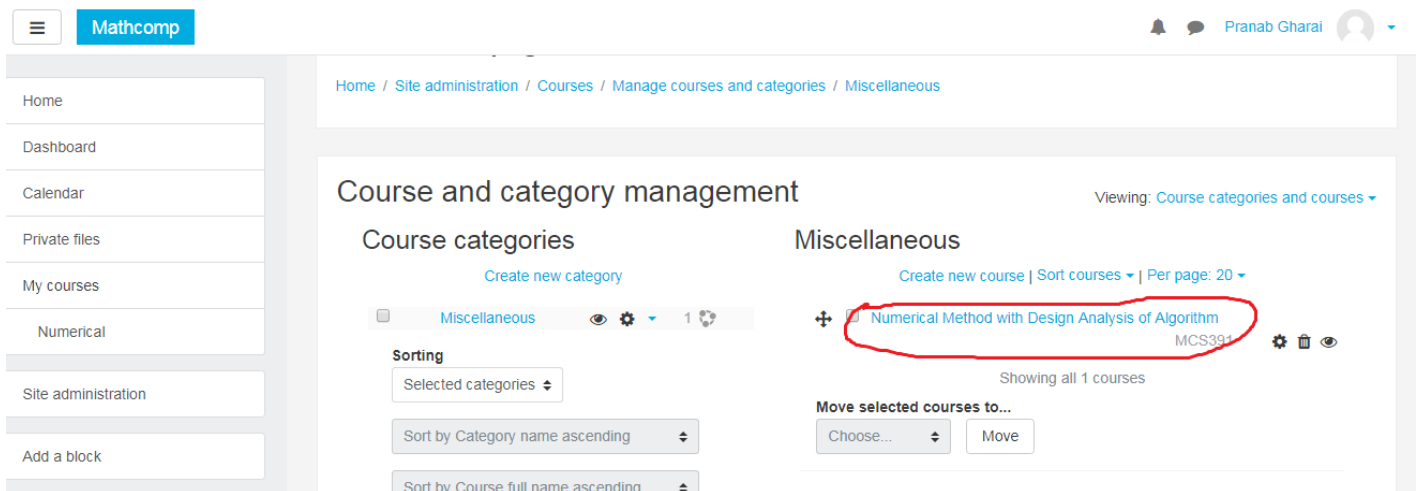 Mathcomp
Pranab Gharai
Home / Site administration / Courses / Manage courses and categories / Miscellaneous
Home
Dashboard
Calendar
Private files
My courses
Numerical
Site administration
Add a block
Course and category management
Viewing: Course categories and courses
Course categories
Create new category
Miscellaneous 1
Sorting
Selected categories
Sort by Category name ascending
Sort by Course full name ascending
Miscellaneous
Create new course | Sort courses | Per page: 20
Numerical Method with Design Analysis of Algorithm
MCS391
Showing all 1 courses
Move selected courses to...
Choose... Move